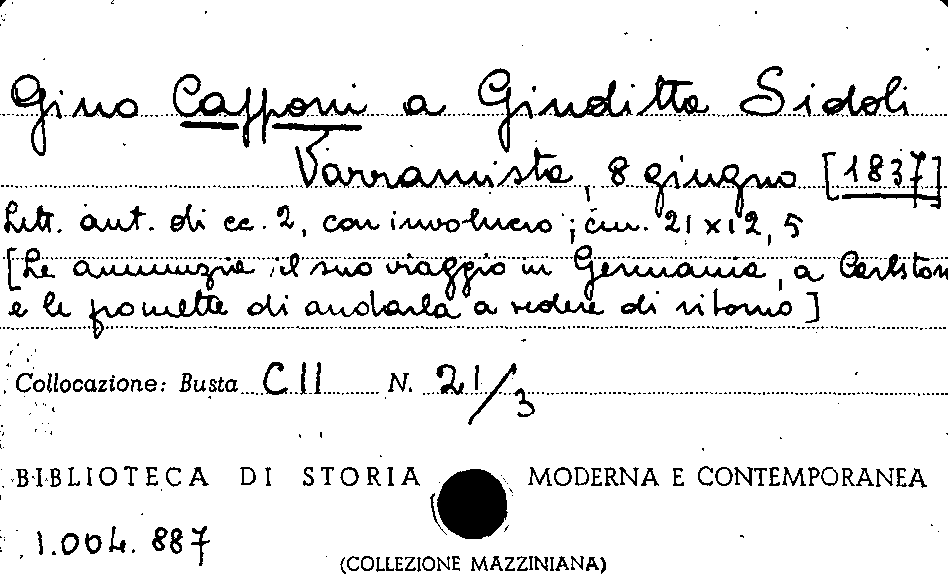 Gino Capponi a Giuditta Sidoli
Varramista, 8 giugno [1837]
Lett. aut. di cc. 2, con involucro; cm. 21 x 12, 5
[Le annunzia il suo viaggio in Germania, a Carlston
e le promette di andarla a vedere di ritorno]
Collocazione: Busta C II N. 21/3
BIBLIOTECA DI STORIA MODERNA E CONTEMPORANEA
1.004.887
(COLLEZIONE MAZZINIANA)